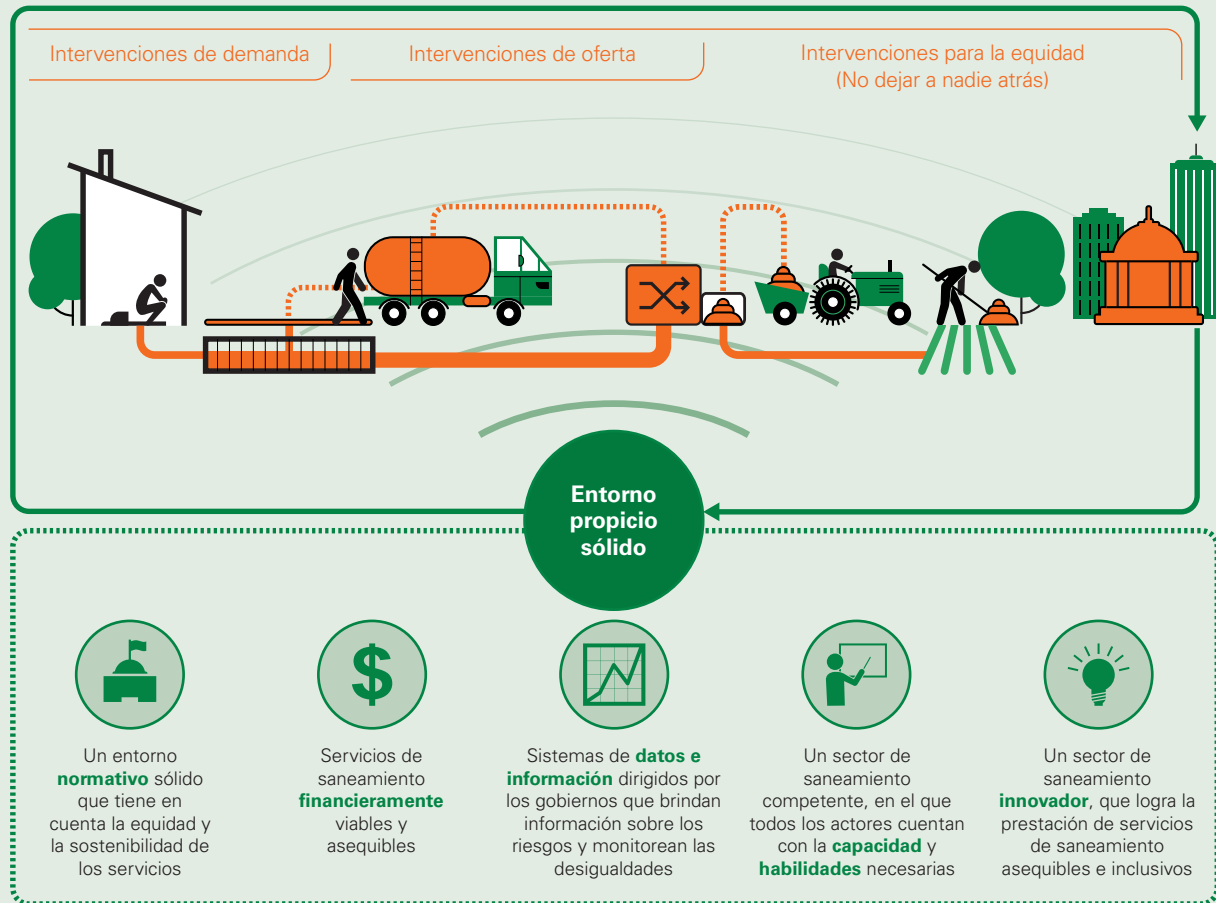 Intervenciones de demanda
Intervenciones de oferta
Intervenciones para la equidad
(No dejar a nadie atrás)
Entorno
propicio
sólido
$
Un entorno
normativo sólido
que tiene en
cuenta la equidad y
la sostenibilidad de
los servicios
Servicios de
saneamiento
financieramente
viables y
asequibles
Sistemas de datos e
información dirigidos por
los gobiernos que brindan
información sobre los
riesgos y monitorean las
desigualdades
Un sector de
saneamiento
competente, en el que
todos los actores cuentan
con la capacidad y
habilidades necesarias
Un sector de
saneamiento
innovador, que logra la
prestación de servicios
de saneamiento
asequibles e inclusivos